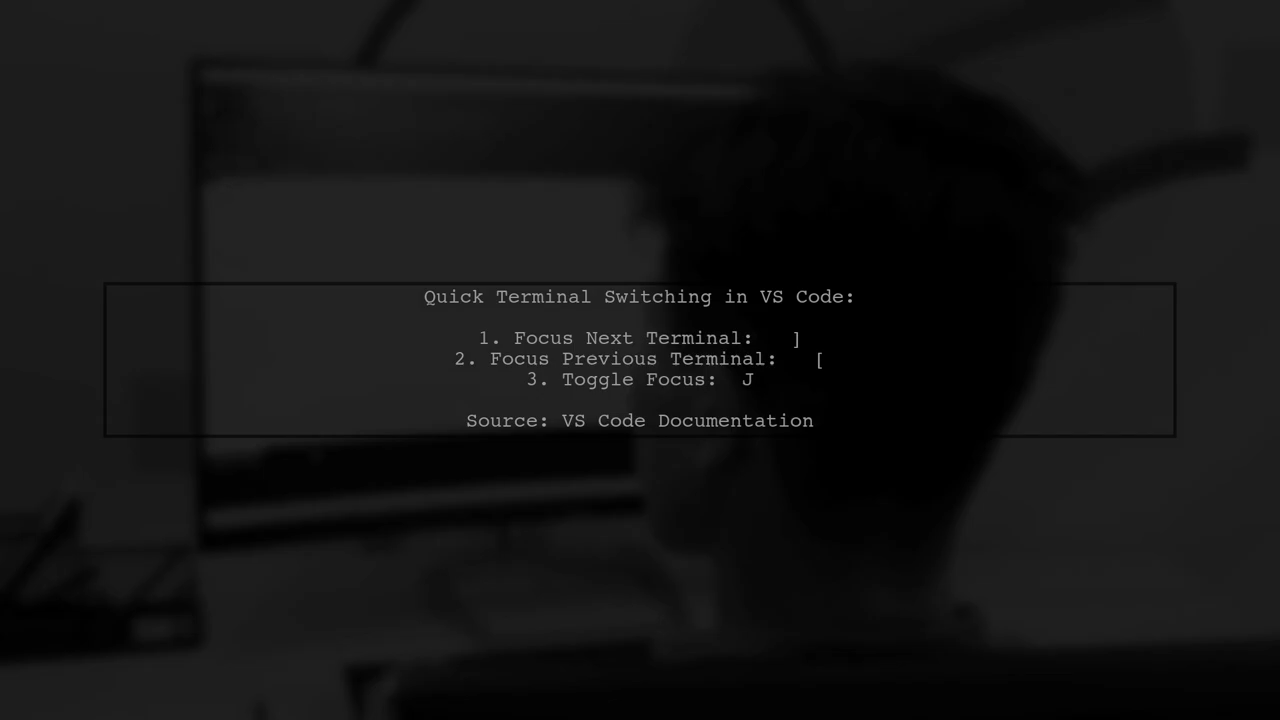 Quick Terminal Switching in VS Code:
1. Focus Next Terminal: ]
2. Focus Previous Terminal: [
3. Toggle Focus: J
Source: VS Code Documentation